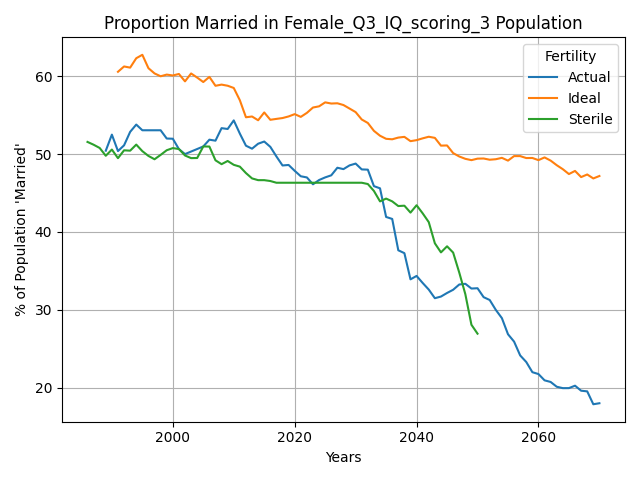 Proportion Married in Female_Q3_IQ_scoring_3 Population
% of Population 'Married'
60
50
40
30
20
Fertility
Actual
Ideal
Sterile
2000 2020 2040 2060
Years